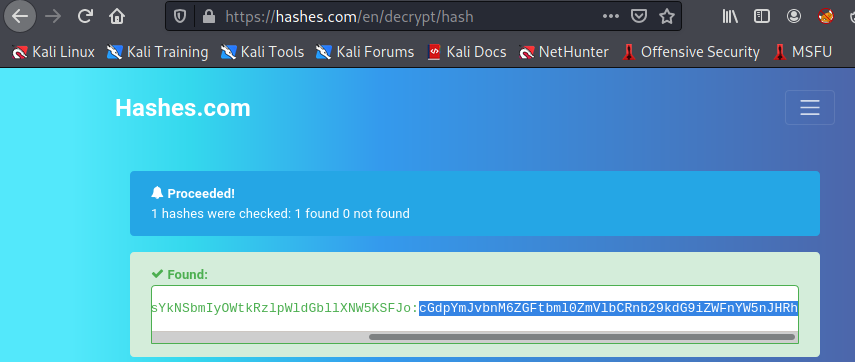 https://hashes.com/en/decrypt/hash
Kali Linux Kali Training Kali Tools Kali Forums Kali Docs NetHunter Offensive Security MSFU
Hashes.com
Proceeded!
1 hashes were checked: 1 found 0 not found
Found:
sYkNSbmIyOWtkRzlpWldGbllXNW5KSFJo:cGdpYmJvbnM6ZGFtbml0ZmVlbCRnb29kdG9iZWFnYW5nJHRh